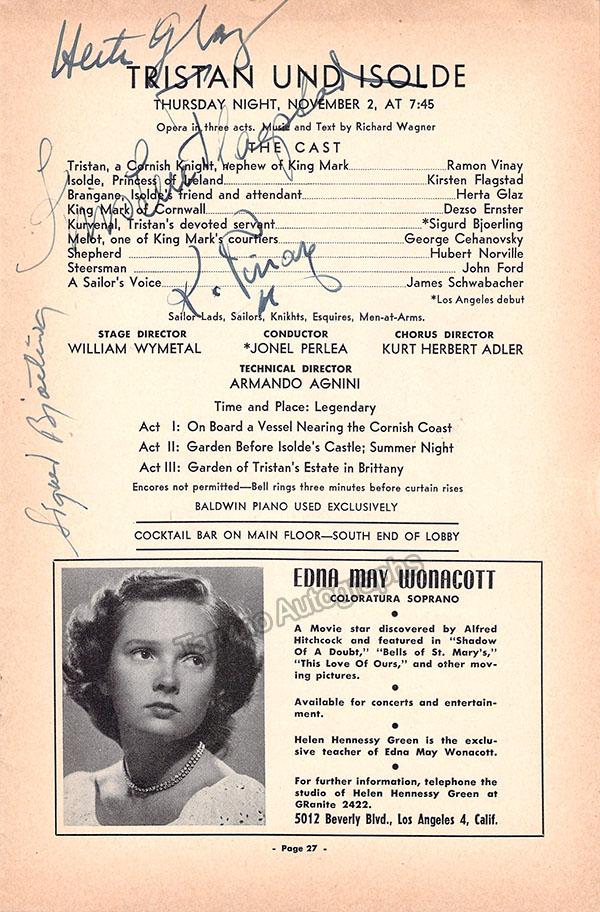 Herta Glaz
TRISTAN UND ISOLDE
THURSDAY NIGHT, NOVEMBER 2, AT 7:45
Opera in three acts. Music and Text by Richard Wagner
THE CAST
Tristan, a Cornish Knight, nephew of King Mark Ramon Vinay
Isolde, Princess of Ireland Kirsten Flagstad
Brangane, Isolde's friend and attendant Herta Glaz
King Mark of Cornwall Dezso Ernster
Kurvenal, Tristan's devoted servant *Sigurd Bjoerling
Melot, one of King Mark's courtiers George Cehanovsky
Shepherd Hubert Norville
Steersman John Ford
A Sailor's Voice James Schwabacher
*Los Angeles debut
Sailor-Lads, Sailors, Knikhts, Esquires, Men-at-Arms.
Flagstad
R. Vinay
Sigurd Björling
STAGE DIRECTOR CONDUCTOR CHORUS DIRECTOR
WILLIAM WYMETAL *JONEL PERLEA KURT HERBERT ADLER
TECHNICAL DIRECTOR
ARMANDO AGNINI
Time and Place: Legendary
Act I: On Board a Vessel Nearing the Cornish Coast
Act II: Garden Before Isolde's Castle; Summer Night
Act III: Garden of Tristan's Estate in Brittany
Encores not permitted—Bell rings three minutes before curtain rises
BALDWIN PIANO USED EXCLUSIVELY
COCKTAIL BAR ON MAIN FLOOR—SOUTH END OF LOBBY
EDNA MAY WONACOTT
COLORATURA SOPRANO
A Movie star discovered by Alfred
Hitchcock and featured in "Shadow
Of A Doubt," "Bells of St. Mary's,"
"This Love Of Ours," and other mov-
ing pictures.
Available for concerts and entertain-
ment.
Helen Hennessy Green is the exclu-
sive teacher of Edna May Wonacott.
For further information, telephone the
studio of Helen Hennessy Green at
GRanite 2422.
5012 Beverly Blvd., Los Angeles 4, Calif.
Tamino Autographs
- Page 27 -